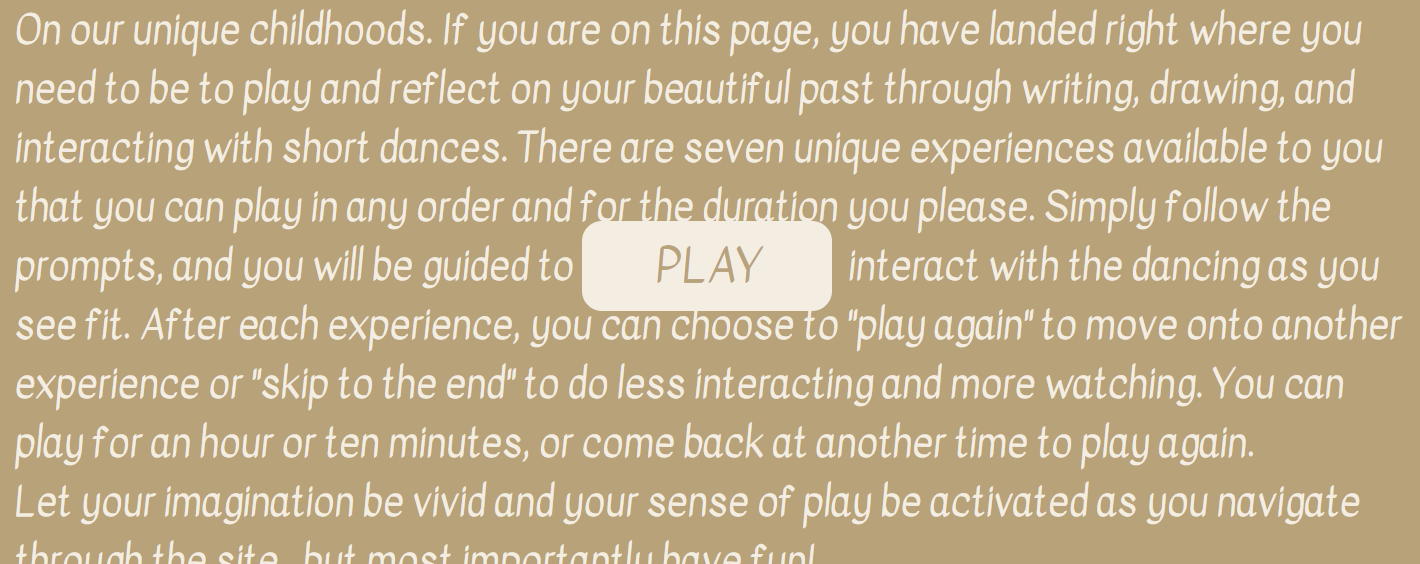 On our unique childhoods. If you are on this page, you have landed right where you
need to be to play and reflect on your beautiful past through writing, drawing, and
interacting with short dances. There are seven unique experiences available to you
that you can play in any order and for the duration you please. Simply follow the
prompts, and you will be guided to PLAY interact with the dancing as you
see fit. After each experience, you can choose to "play again" to move onto another
experience or "skip to the end" to do less interacting and more watching. You can
play for an hour or ten minutes, or come back at another time to play again.
Let your imagination be vivid and your sense of play be activated as you navigate
through the site, but most importantly have fun!